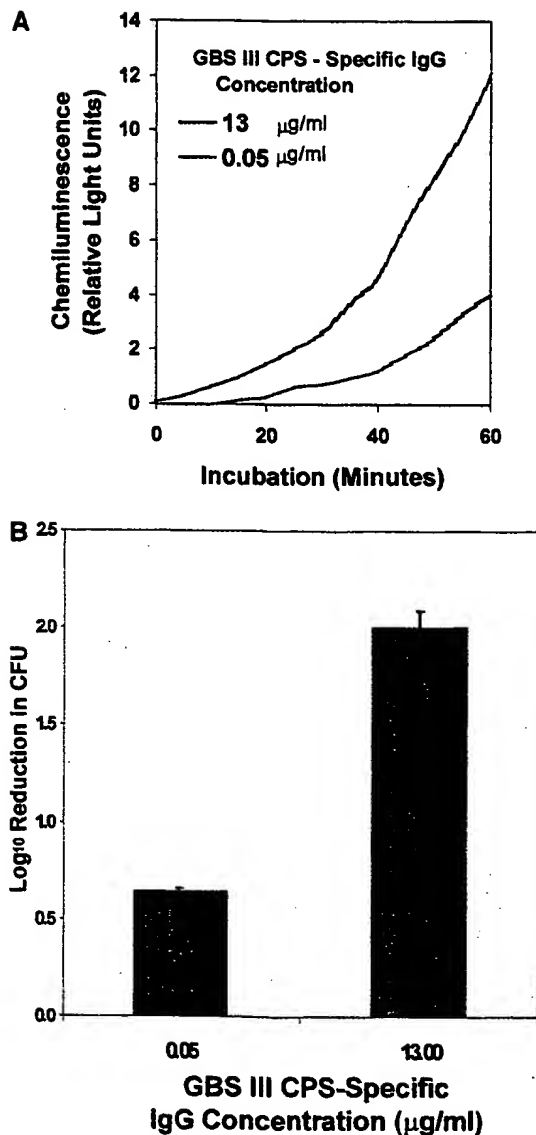 A
GBS III CPS - Specific IgG
Concentration
13 µg/ml
0.05 µg/ml
14
12
10
8
6
4
2
0
Chemiluminescence
(Relative Light Units)
0 20 40 60
Incubation (Minutes)
B
2.5
2.0
1.5
1.0
0.5
0.0
Log¹⁰ Reduction in CFU
0.05 13.00
GBS III CPS-Specific
IgG Concentration (µg/ml)